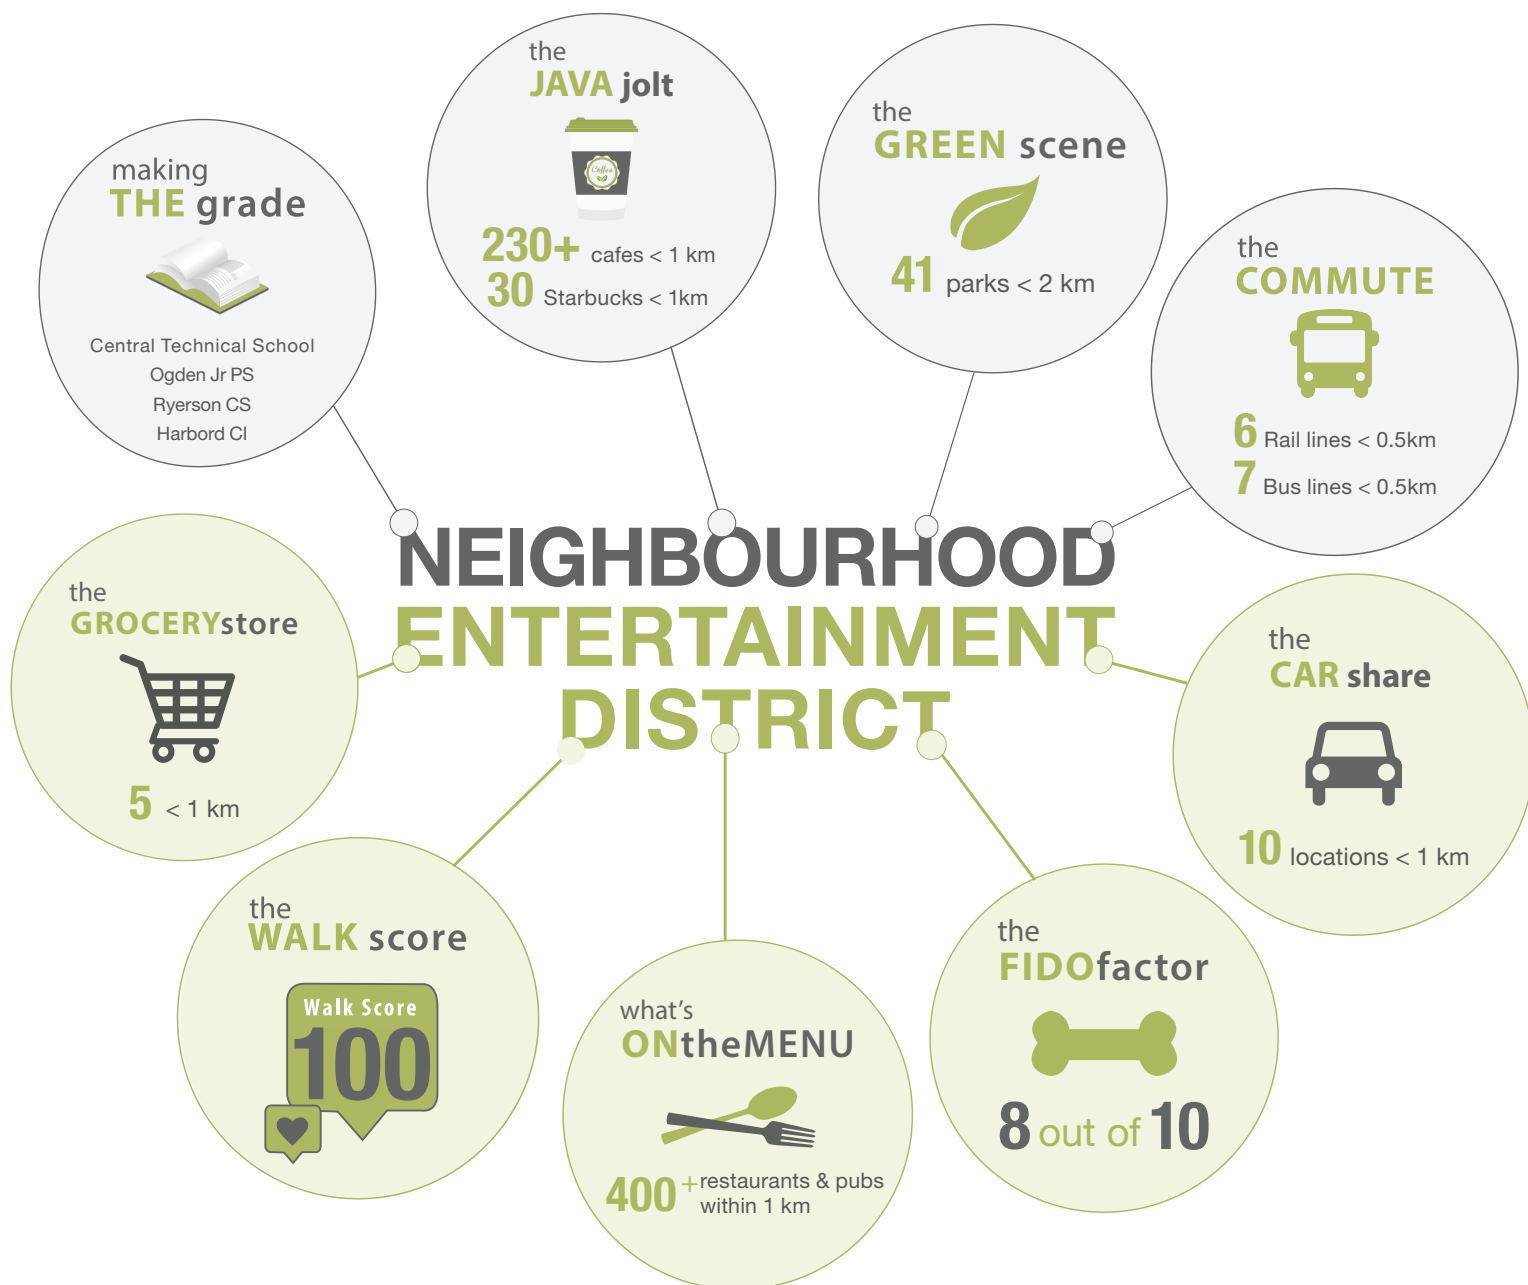 the
JAVA jolt
Coffee
230+ cafes < 1 km
30 Starbucks < 1km
the
GREEN scene
41 parks < 2 km
making
THE grade
Central Technical School
Ogden Jr PS
Ryerson CS
Harbord CI
the
COMMUTE
6 Rail lines < 0.5km
7 Bus lines < 0.5km
NEIGHBOURHOOD
ENTERTAINMENT
DISTRICT
the
GROCERYstore
5 < 1 km
the
CAR share
10 locations < 1 km
the
WALK score
Walk Score
100
what's
ONtheMENU
400+ restaurants & pubs
within 1 km
the
FIDOfactor
8 out of 10